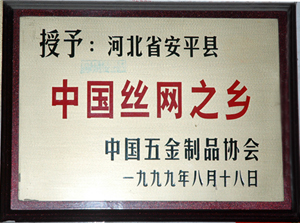 授予：河北省安平县
中国丝网之乡
中国五金制品协会
一九九九年八月十八日